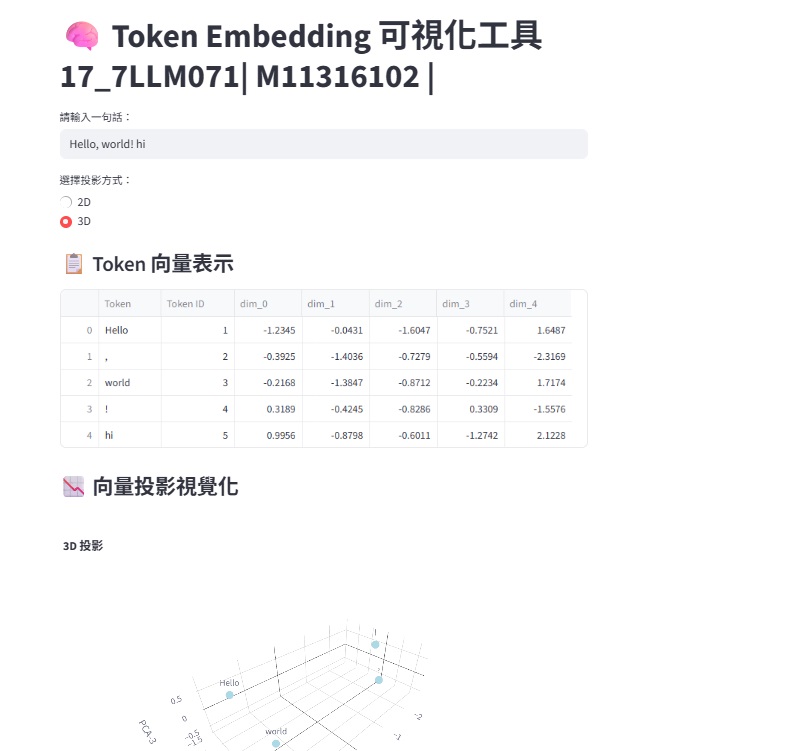 🧠 Token Embedding 可視化工具
17_7LLM071| M11316102 |
請輸入一句話：
Hello, world! hi
選擇投影方式：
2D
3D
📋 Token 向量表示
Token Token ID dim_0 dim_1 dim_2 dim_3 dim_4
0 Hello 1 -1.2345 -0.0431 -1.6047 -0.7521 1.6487
1 , 2 -0.3925 -1.4036 -0.7279 -0.5594 -2.3169
2 world 3 -0.2168 -1.3847 -0.8712 -0.2234 1.7174
3 ! 4 0.3189 -0.4245 -0.8286 0.3309 -1.5576
4 hi 5 0.9956 -0.8798 -0.6011 -1.2742 2.1228
📉 向量投影視覺化
3D 投影
Hello
0.5
0
-0.5
-1.5
PCA-3
world
-2
-1